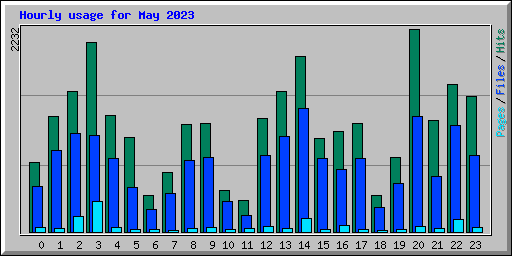 Hourly usage for May 2023
2232
Pages/Files/Hits
0 1 2 3 4 5 6 7 8 9 10 11 12 13 14 15 16 17 18 19 20 21 22 23